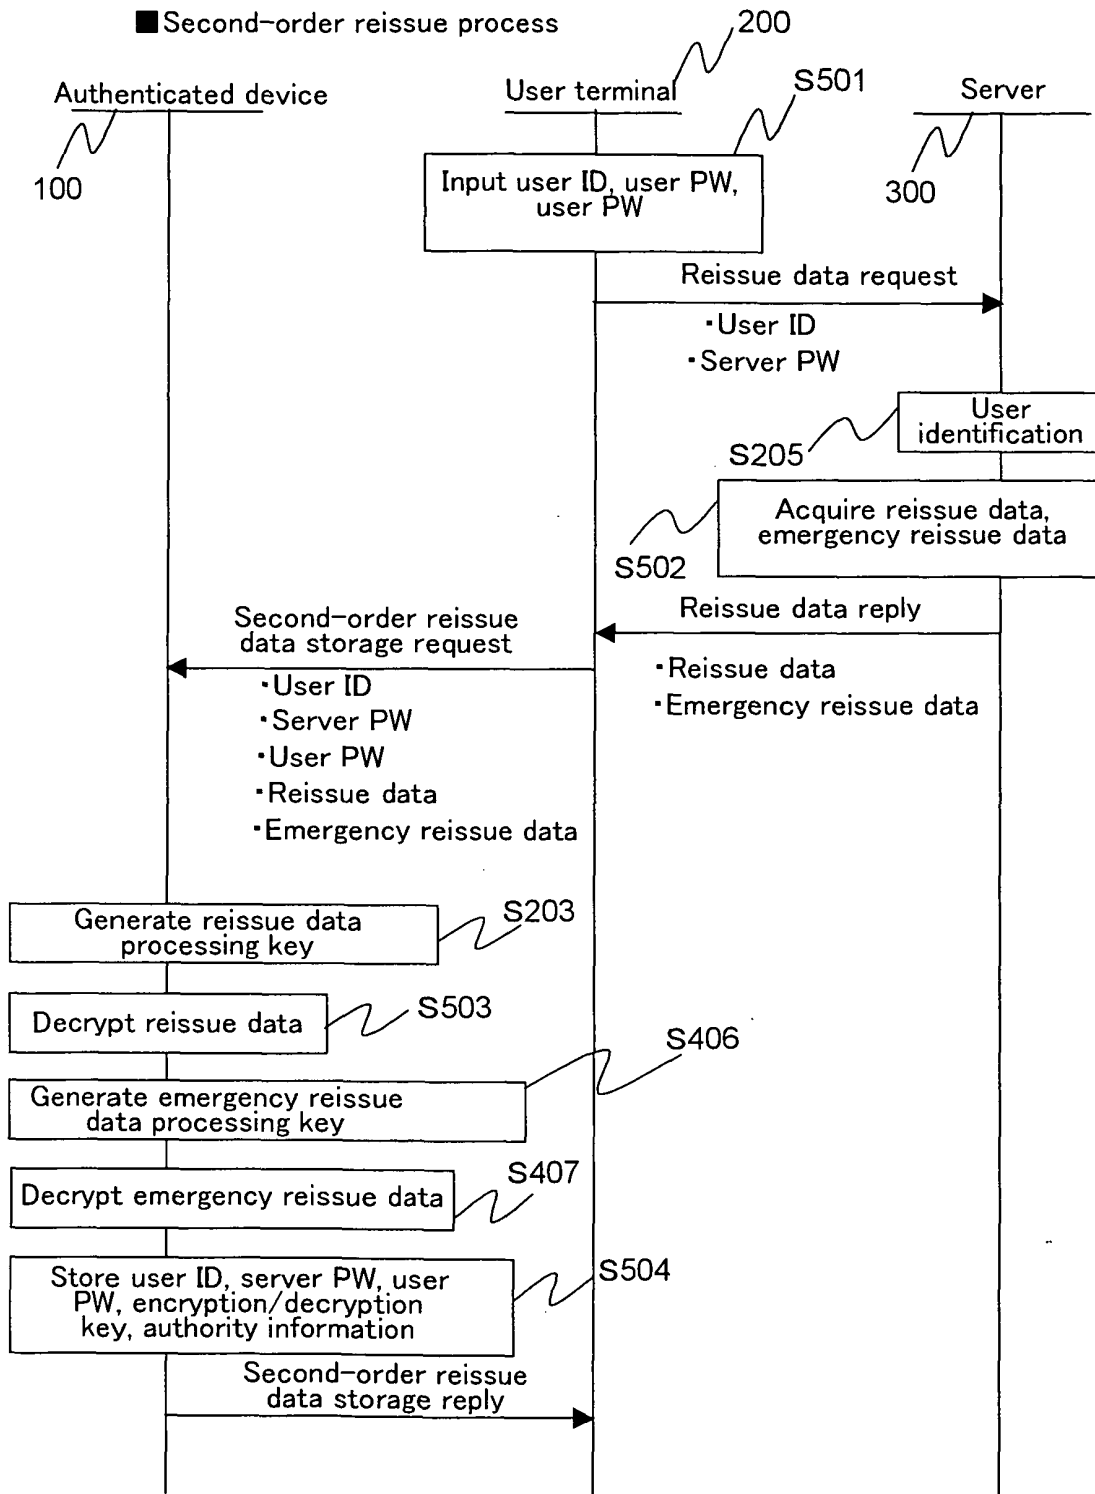 ■Second-order reissue process
200
Authenticated device
User terminal
S501
Server
100
300
Input user ID, user PW,
user PW
Reissue data request
・User ID
・Server PW
User
identification
S205
Acquire reissue data,
emergency reissue data
S502
Reissue data reply
・Reissue data
・Emergency reissue data
Second-order reissue
data storage request
・User ID
・Server PW
・User PW
・Reissue data
・Emergency reissue data
Generate reissue data
processing key
S203
Decrypt reissue data
S503
S406
Generate emergency reissue
data processing key
Decrypt emergency reissue data
S407
Store user ID, server PW, user
PW, encryption/decryption
key, authority information
S504
Second-order reissue
data storage reply